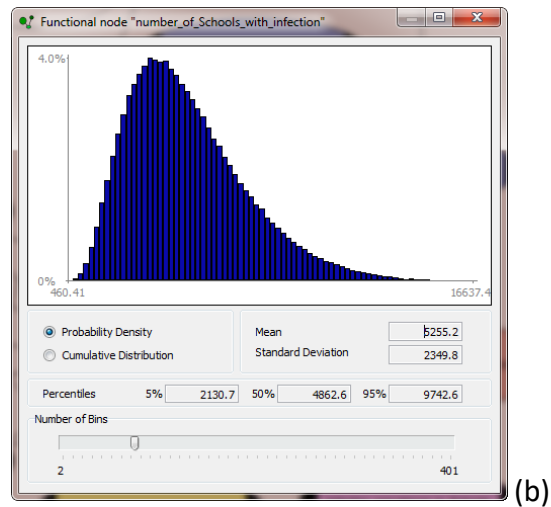 Functional node "number_of_Schools_with_infection"
4.0%
0%
460.41 16637.4
Probability Density
Cumulative Distribution
Mean 5255.2
Standard Deviation 2349.8
Percentiles 5% 2130.7 50% 4862.6 95% 9742.6
Number of Bins
2 401
(b)